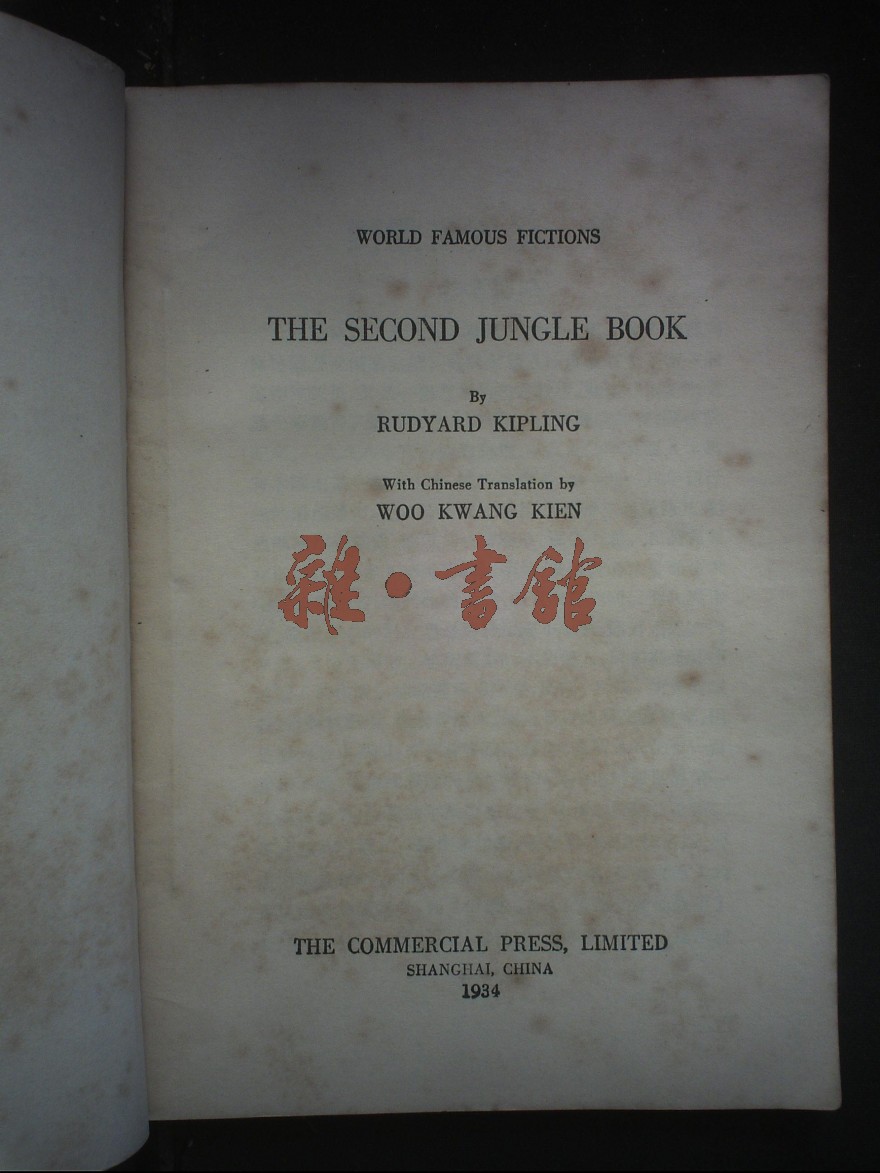 WORLD FAMOUS FICTIONS
THE SECOND JUNGLE BOOK
By
RUDYARD KIPLING
With Chinese Translation by
WOO KWANG KIEN
雜·書館
THE COMMERCIAL PRESS, LIMITED
SHANGHAI, CHINA
1934